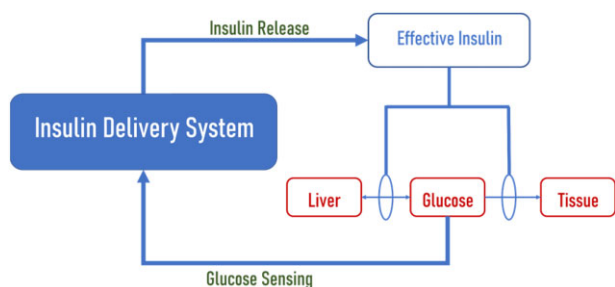 Insulin Release
Effective Insulin
Insulin Delivery System
Liver
Glucose
Tissue
Glucose Sensing